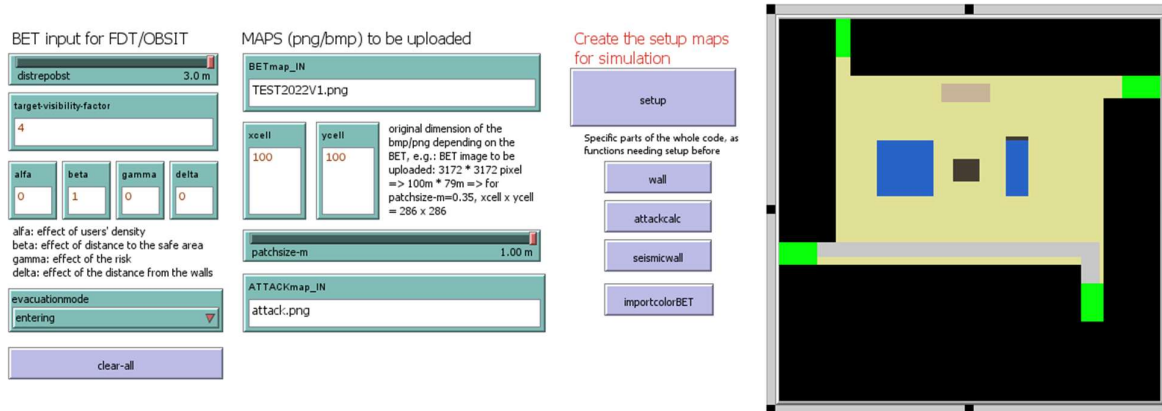 BET input for FDT/OBSIT
distrepobst 3.0 m
target-visibility-factor
4
alfa beta gamma delta
0 1 0 0
alfa: effect of users' density
beta: effect of distance to the safe area
gamma: effect of the risk
delta: effect of the distance from the walls
evacuationmode
entering
clear-all
MAPS (png/bmp) to be uploaded
BETmap_IN
TEST2022V1.png
xcell ycell
100 100
original dimension of the
bmp/png depending on the
BET, e.g.: BET image to be
uploaded: 3172 * 3172 pixel
=> 100m * 79m => for
patchsize-m=0.35, xcell x ycell
= 286 x 286
patchsize-m 1.00 m
ATTACKmap_IN
attack.png
Create the setup maps
for simulation
setup
Specific parts of the whole code, as
functions needing setup before
wall
attackcalc
seismicwall
importcolorBET